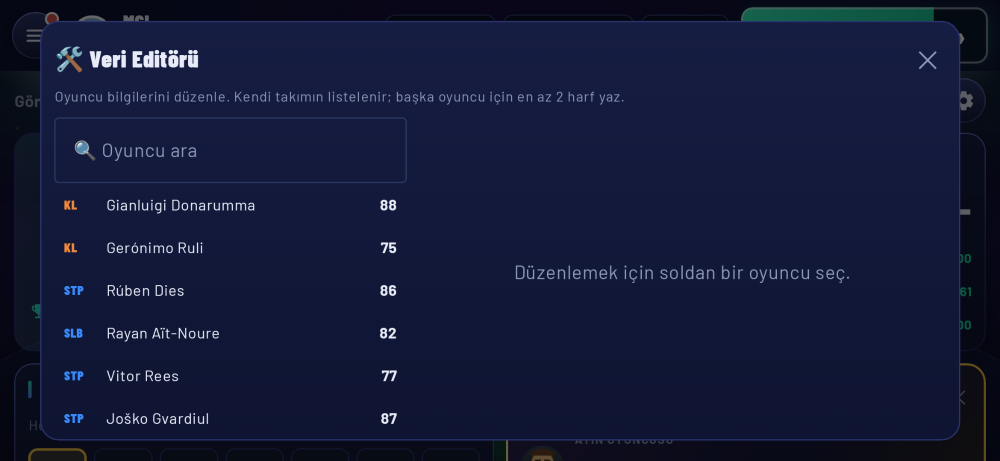 🛠️ Veri Editörü
Oyuncu bilgilerini düzenle. Kendi takımın listelenir; başka oyuncu için en az 2 harf yaz.
🔍 Oyuncu ara
KL Gianluigi Donarumma 88
KL Gerónimo Ruli 75
STP Rúben Dies 86
SLB Rayan Aït-Noure 82
STP Vitor Rees 77
STP Joško Gvardiul 87
Düzenlemek için soldan bir oyuncu seç.